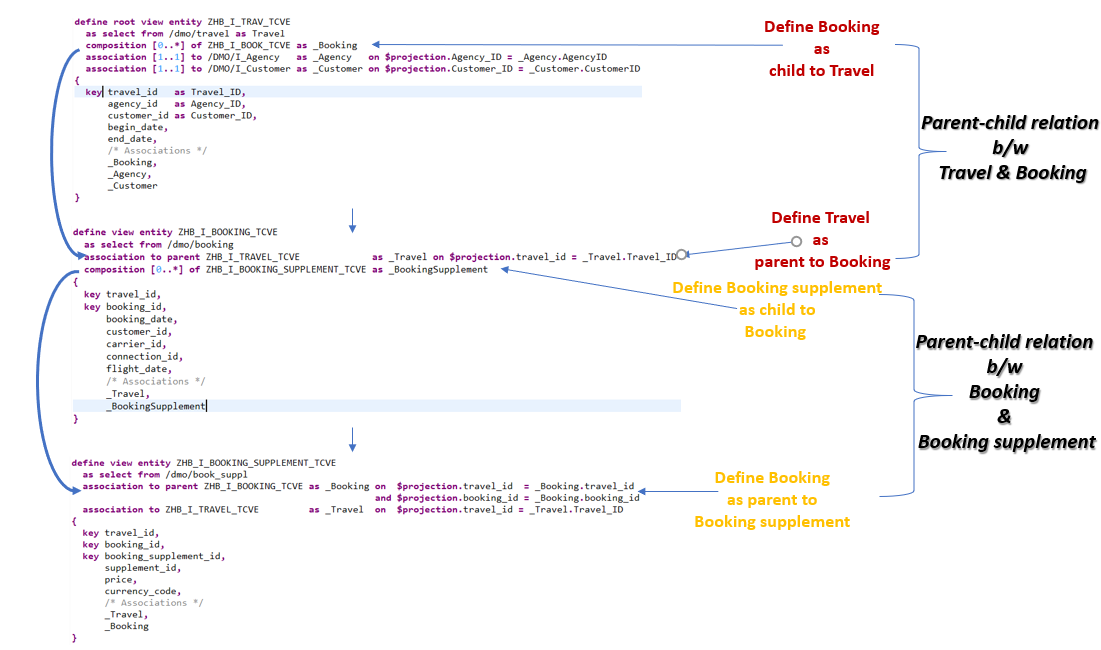 define root view entity ZHB_I_TRAV_TCVE
as select from /dmo/travel as Travel
composition [0..*] of ZHB_I_BOOK_TCVE as _Booking
association [1..1] to /DMO/I_Agency as _Agency on $projection.Agency_ID = _Agency.AgencyID
association [1..1] to /DMO/I_Customer as _Customer on $projection.Customer_ID = _Customer.CustomerID
{
key travel_id as Travel_ID,
agency_id as Agency_ID,
customer_id as Customer_ID,
begin_date,
end_date,
/* Associations */
_Booking,
_Agency,
_Customer
}
Define Booking
as
child to Travel
Parent-child relation
b/w
Travel & Booking
define view entity ZHB_I_BOOKING_TCVE
as select from /dmo/booking
association to parent ZHB_I_TRAVEL_TCVE as _Travel on $projection.travel_id = _Travel.Travel_ID
composition [0..*] of ZHB_I_BOOKING_SUPPLEMENT_TCVE as _BookingSupplement
{
key travel_id,
key booking_id,
booking_date,
customer_id,
carrier_id,
connection_id,
flight_date,
/* Associations */
_Travel,
_BookingSupplement
}
Define Travel
as
parent to Booking
Define Booking supplement
as child to
Booking
Parent-child relation
b/w
Booking
&
Booking supplement
define view entity ZHB_I_BOOKING_SUPPLEMENT_TCVE
as select from /dmo/book_suppl
association to parent ZHB_I_BOOKING_TCVE as _Booking on $projection.travel_id = _Booking.travel_id
and $projection.booking_id = _Booking.booking_id
association to ZHB_I_TRAVEL_TCVE as _Travel on $projection.travel_id = _Travel.Travel_ID
{
key travel_id,
key booking_id,
key booking_supplement_id,
supplement_id,
price,
currency_code,
/* Associations */
_Travel,
_Booking
}
Define Booking
as parent to
Booking supplement